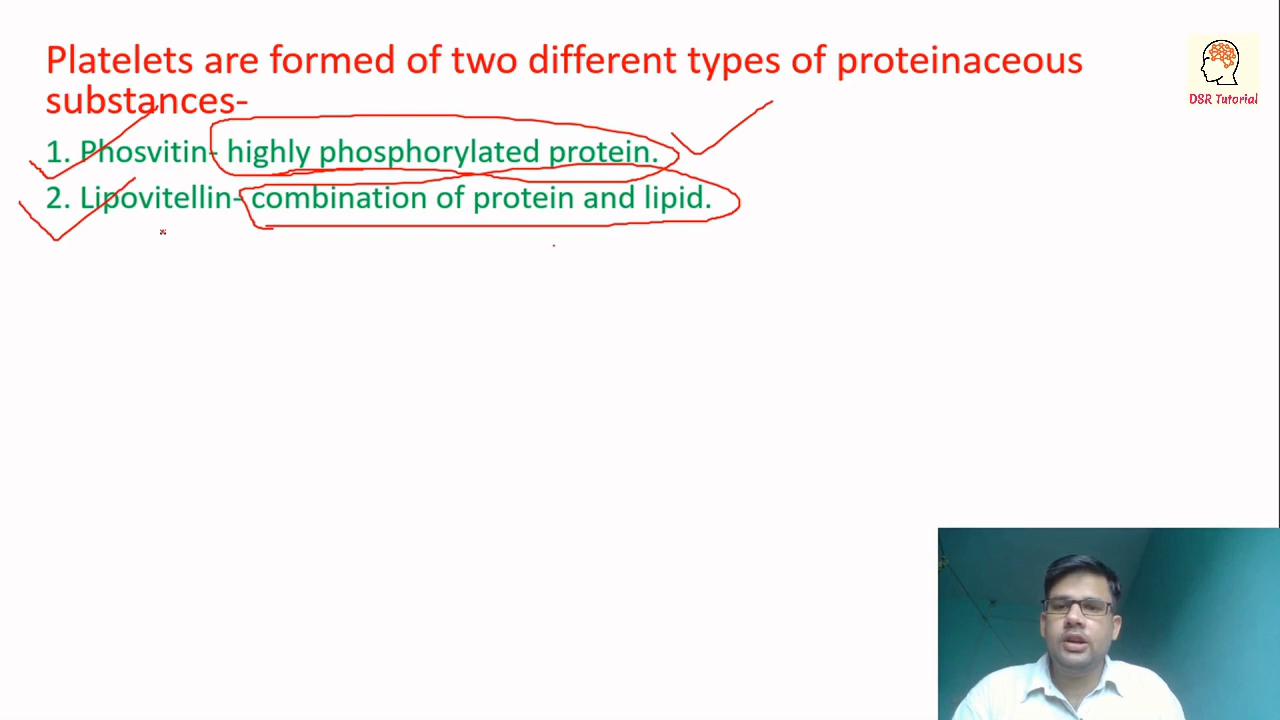 Platelets are formed of two different types of proteinaceous
substances-
1. Phosvitin- highly phosphorylated protein.
2. Lipovitellin- combination of protein and lipid.
DSR Tutorial